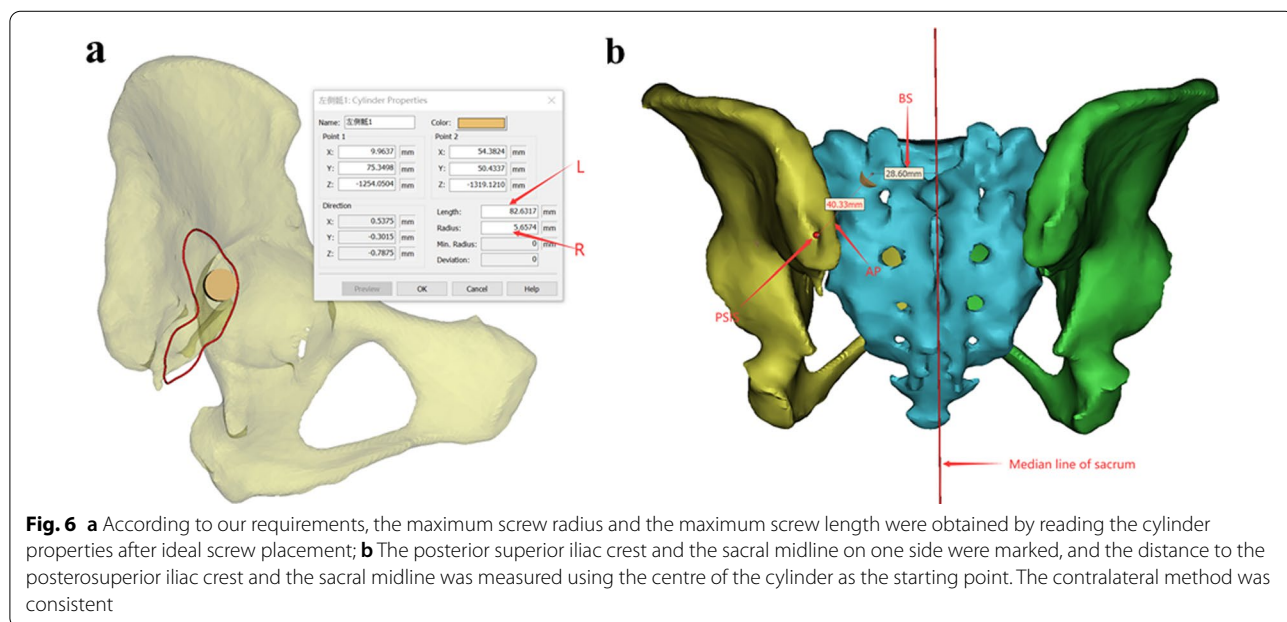 a
左侧骶1: Cylinder Properties
Name: 左侧骶1 Color:
Point 1 Point 2
X: 9.9637 mm X: 54.3824 mm
Y: 75.3498 mm Y: 50.4337 mm
Z: -1254.0504 mm Z: -1319.1210 mm
Direction
X: 0.5375 mm Length: 82.6317 mm
Y: -0.3015 mm Radius: 5.6574 mm
Z: -0.7875 mm Min. Radius: 0 mm
Deviation: 0
Preview OK Cancel Help
L
R
b
BS
28.60mm
40.33mm
AP
PSIS
Median line of sacrum
Fig. 6 a According to our requirements, the maximum screw radius and the maximum screw length were obtained by reading the cylinder
properties after ideal screw placement; b The posterior superior iliac crest and the sacral midline on one side were marked, and the distance to the
posterosuperior iliac crest and the sacral midline was measured using the centre of the cylinder as the starting point. The contralateral method was
consistent